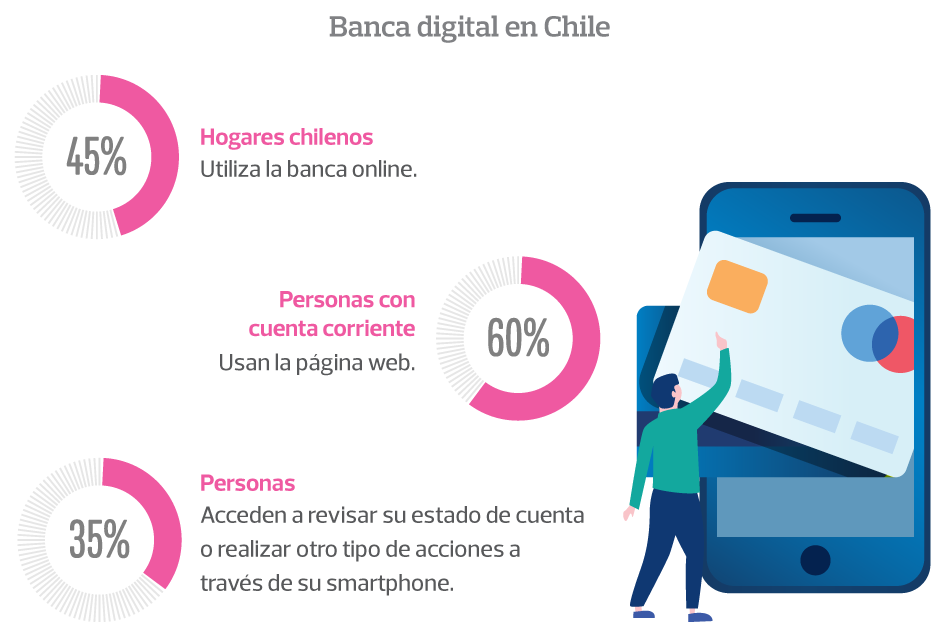 Banca digital en Chile
45%
Hogares chilenos
Utiliza la banca online.
Personas con
cuenta corriente
Usan la página web.
60%
35%
Personas
Acceden a revisar su estado de cuenta
o realizar otro tipo de acciones a
través de su smartphone.